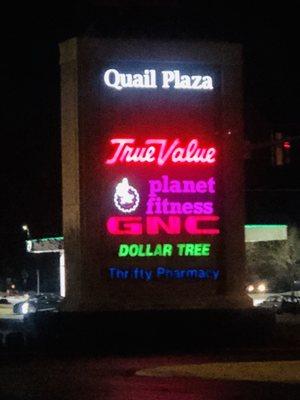 Quail Plaza
True Value
planet
fitness
GNC
DOLLAR TREE
Thrifty Pharmacy